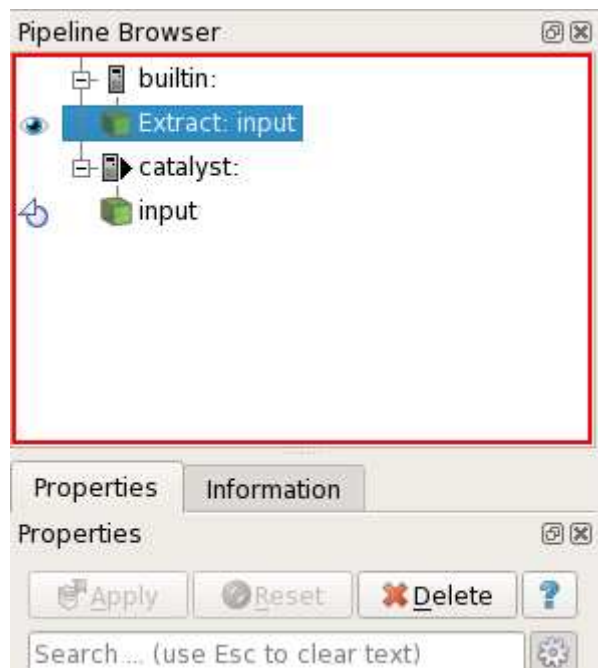 Pipeline Browser
builtin:
Extract: input
catalyst:
input
Properties Information
Properties
Apply Reset Delete ?
Search ... (use Esc to clear text)